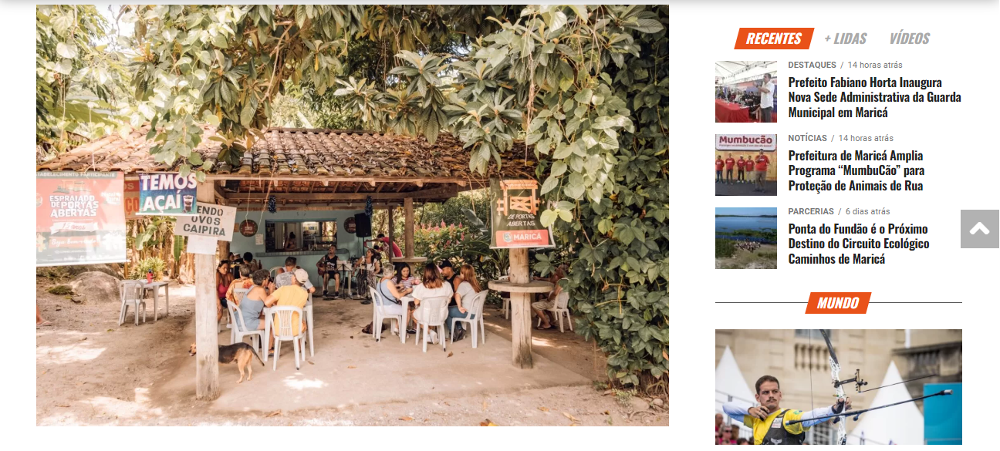 TABELECIMENTO PARTICIPANTE
ESPRAIADO
DE PORTAS
ABERTAS
TEMOS
AÇAÍ
ENDO
OVOS
CAIPIRA
DE PORTAS
ABERTAS
MARICÁ
RECENTES + LIDAS VÍDEOS
DESTAQUES / 14 horas atrás
Prefeito Fabiano Horta Inaugura
Nova Sede Administrativa da Guarda
Municipal em Maricá
Mumbucão
NOTÍCIAS / 14 horas atrás
Prefeitura de Maricá Amplia
Programa “MumbuCão” para
Proteção de Animais de Rua
PARCERIAS / 6 dias atrás
Ponta do Fundão é o Próximo
Destino do Circuito Ecológico
Caminhos de Maricá
MUNDO